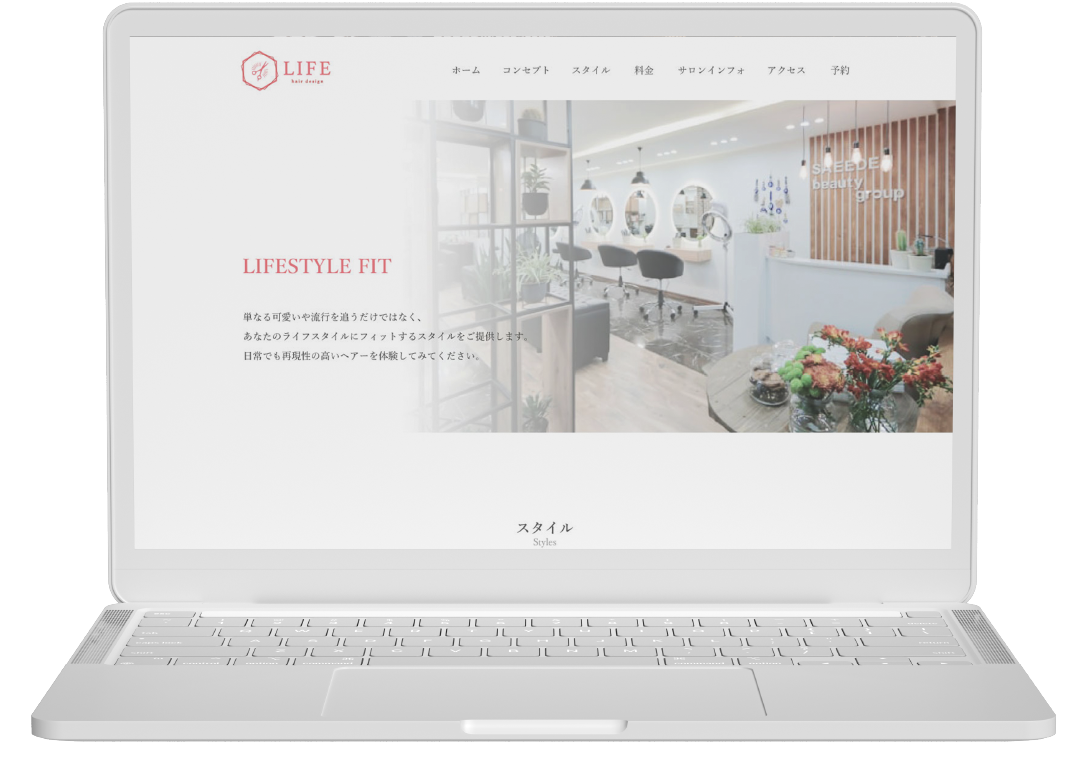 LIFE
hair design
ホーム
コンセプト
スタイル
料金
サロンインフォ
アクセス
予約
SAEEDE
beauty
group
LIFESTYLE FIT
単なる可愛いや流行を追うだけではなく、
あなたのライフスタイルにフィットするスタイルをご提供します。
日常でも再現性の高いヘアーを体験してみてください。
スタイル
Styles